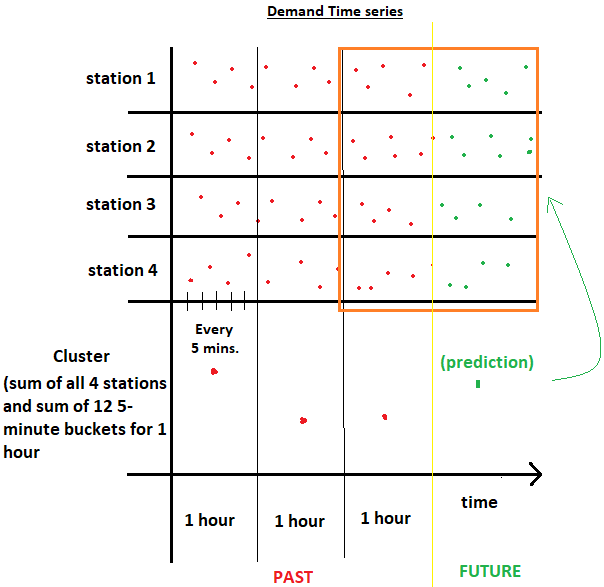 Demand Time series
station 1
station 2
station 3
station 4
Every
5 mins.
Cluster
(sum of all 4 stations
and sum of 12 5-
minute buckets for 1
hour
(prediction)
time
1 hour
1 hour
1 hour
PAST
FUTURE